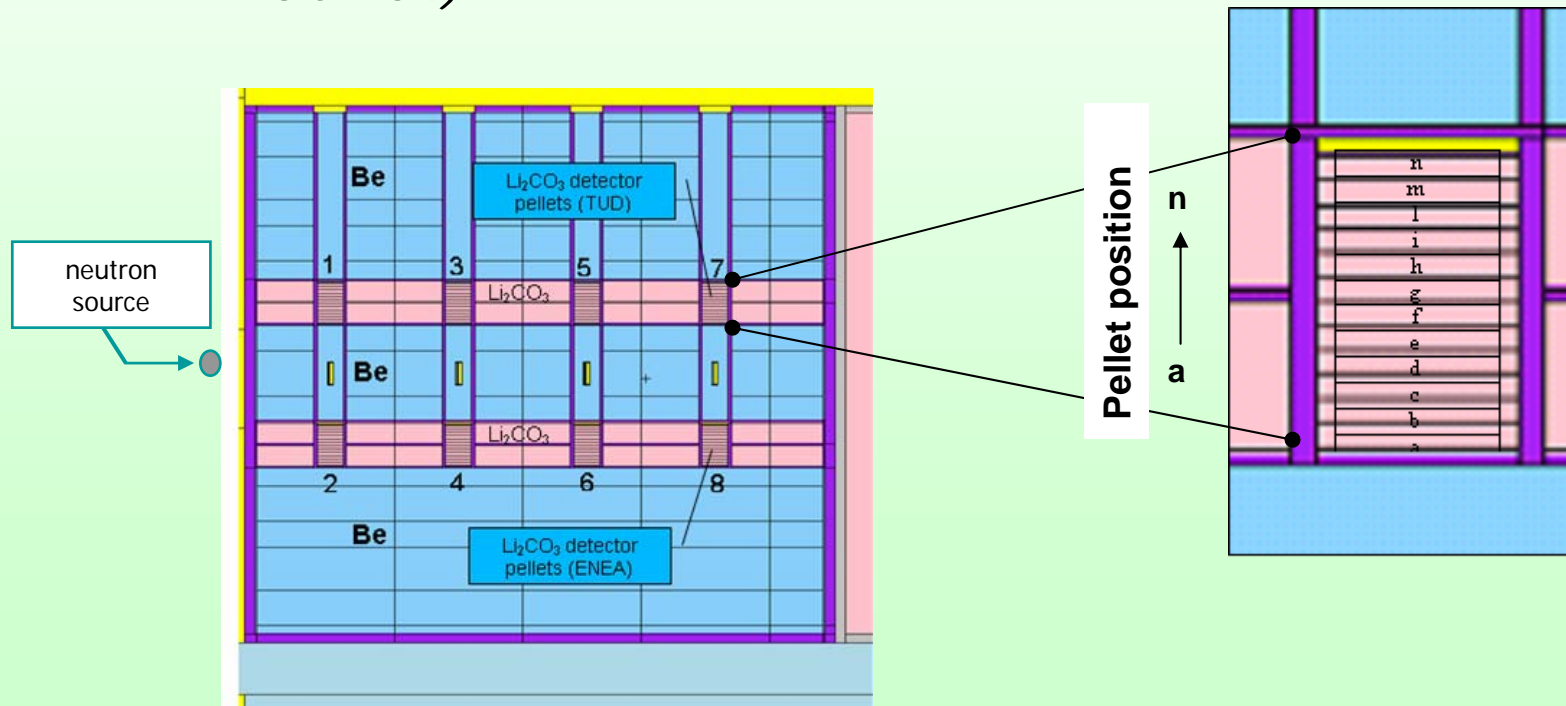 Be
Li₂CO₃ detector
pellets (TUD)
neutron
source
1
3
5
7
Li₂CO₃
Be
Li₂CO₃
2
4
6
8
Be
Li₂CO₃ detector
pellets (ENEA)
Pellet position
n
a
n
m
l
i
h
g
f
e
d
c
b
a